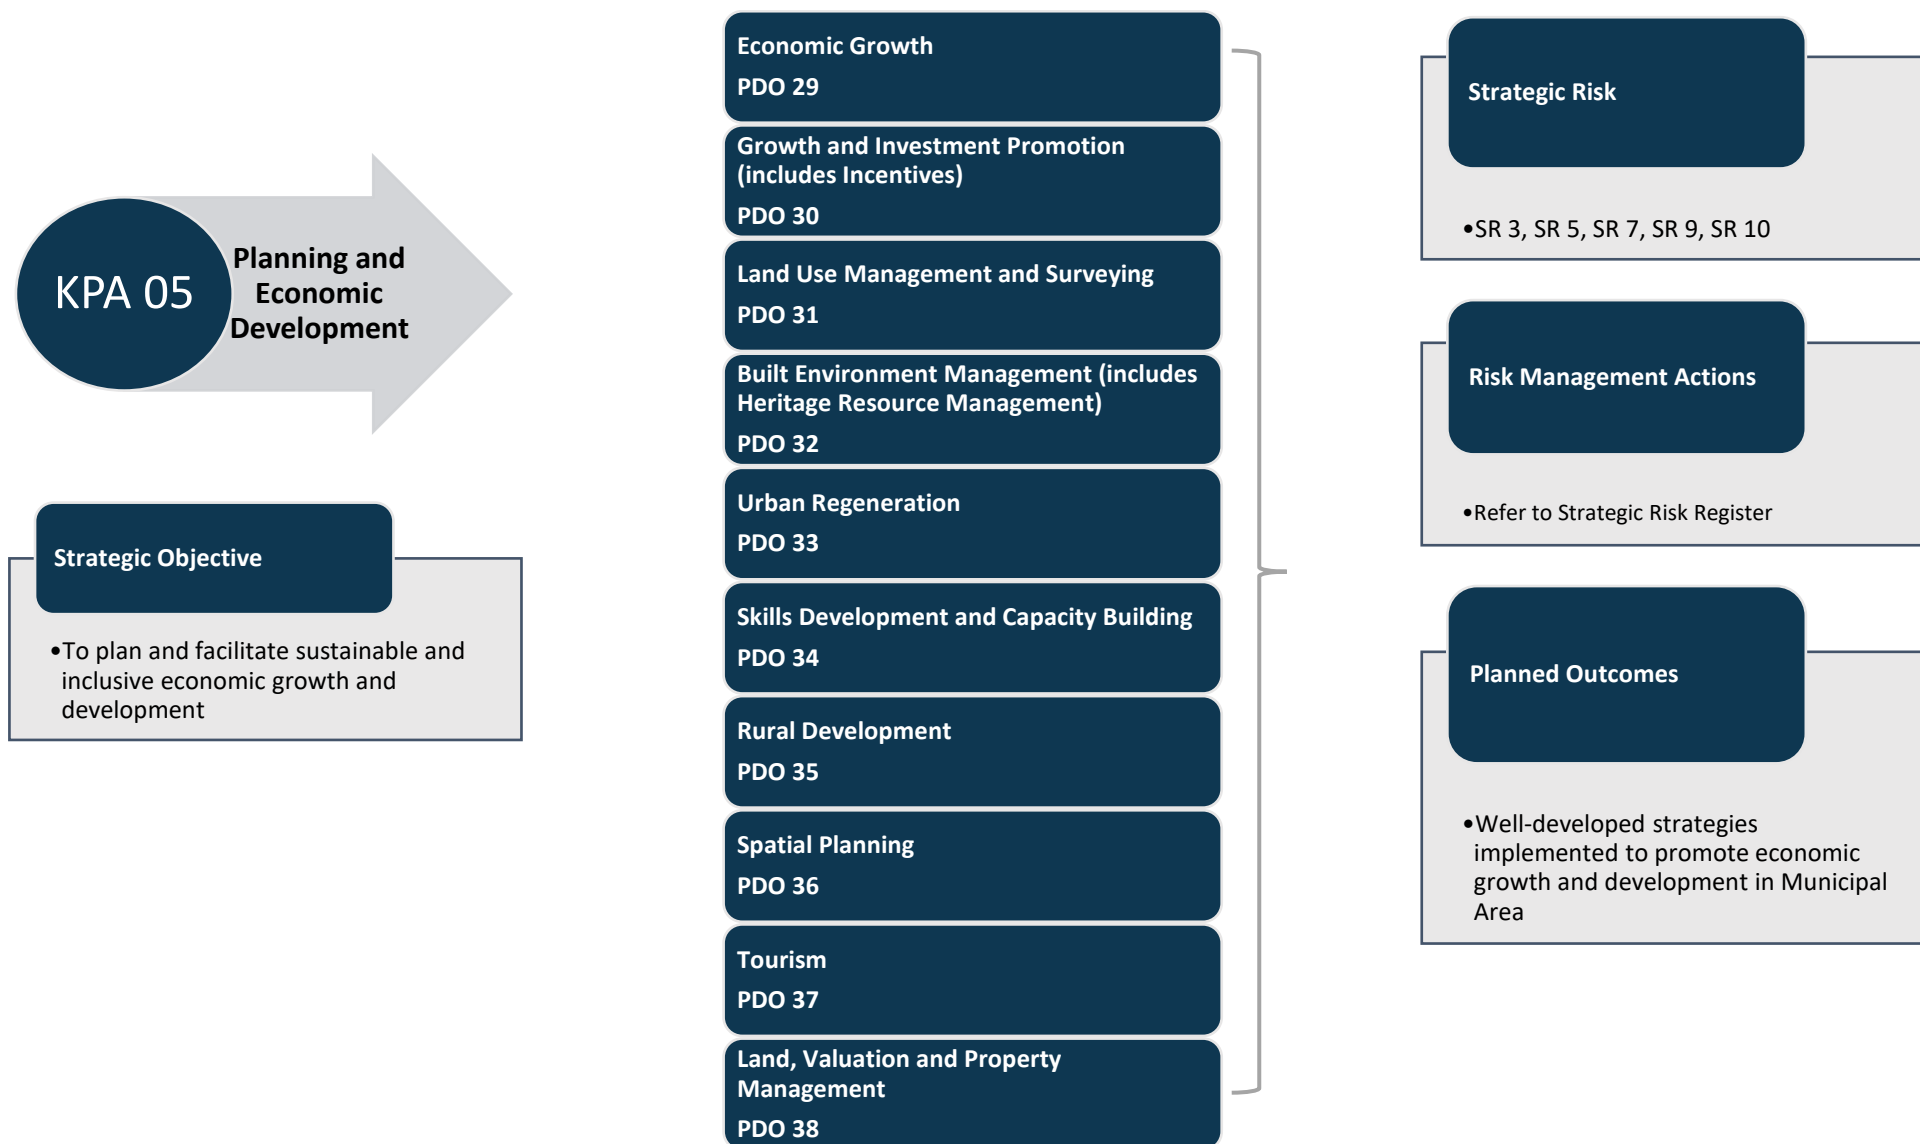 KPA 05
Planning and
Economic
Development
Strategic Objective
•To plan and facilitate sustainable and
inclusive economic growth and
development
Economic Growth
PDO 29
Growth and Investment Promotion
(includes Incentives)
PDO 30
Land Use Management and Surveying
PDO 31
Built Environment Management (includes
Heritage Resource Management)
PDO 32
Urban Regeneration
PDO 33
Skills Development and Capacity Building
PDO 34
Rural Development
PDO 35
Spatial Planning
PDO 36
Tourism
PDO 37
Land, Valuation and Property
Management
PDO 38
Strategic Risk
•SR 3, SR 5, SR 7, SR 9, SR 10
Risk Management Actions
•Refer to Strategic Risk Register
Planned Outcomes
•Well-developed strategies
implemented to promote economic
growth and development in Municipal
Area